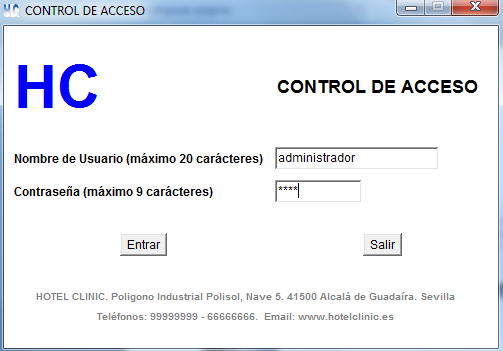 HC CONTROL DE ACCESO
HC
CONTROL DE ACCESO
Nombre de Usuario (máximo 20 carácteres) administrador
Contraseña (máximo 9 carácteres) ****
Entrar Salir
HOTEL CLINIC. Poligono Industrial Polisol, Nave 5. 41500 Alcalá de Guadaíra. Sevilla
Teléfonos: 99999999 - 66666666. Email: www.hotelclinic.es